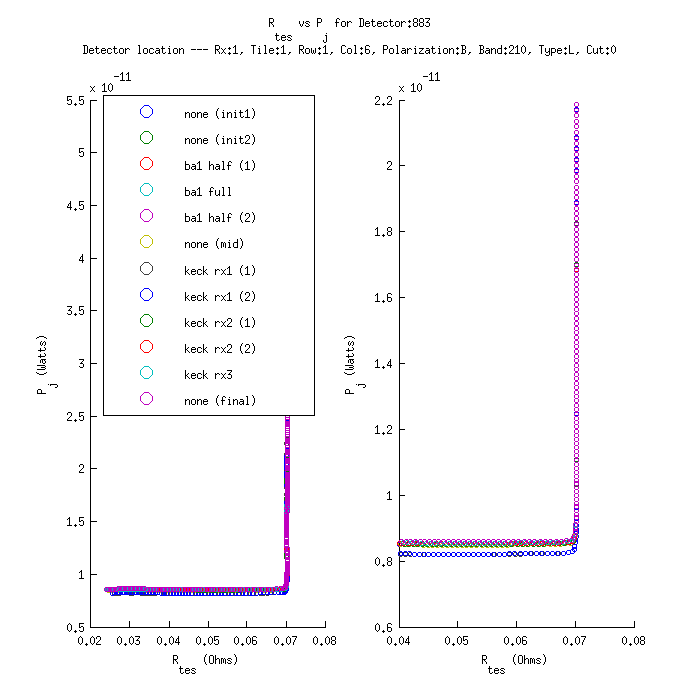 R    vs P  for Detector:883
tes    j
Detector location --- Rx:1, Tile:1, Row:1, Col:6, Polarization:B, Band:210, Type:L, Cut:0
x 10^-11
5.5
5
4.5
4
3.5
3
2.5
2
1.5
1
0.5
P_j (Watts)
none (init1)
none (init2)
ba1 half (1)
ba1 full
ba1 half (2)
none (mid)
keck rx1 (1)
keck rx1 (2)
keck rx2 (1)
keck rx2 (2)
keck rx3
none (final)
0.02 0.03 0.04 0.05 0.06 0.07 0.08
R_tes (Ohms)
x 10^-11
2.2
2
1.8
1.6
1.4
1.2
1
0.8
0.6
P_j (Watts)
0.04 0.05 0.06 0.07 0.08
R_tes (Ohms)